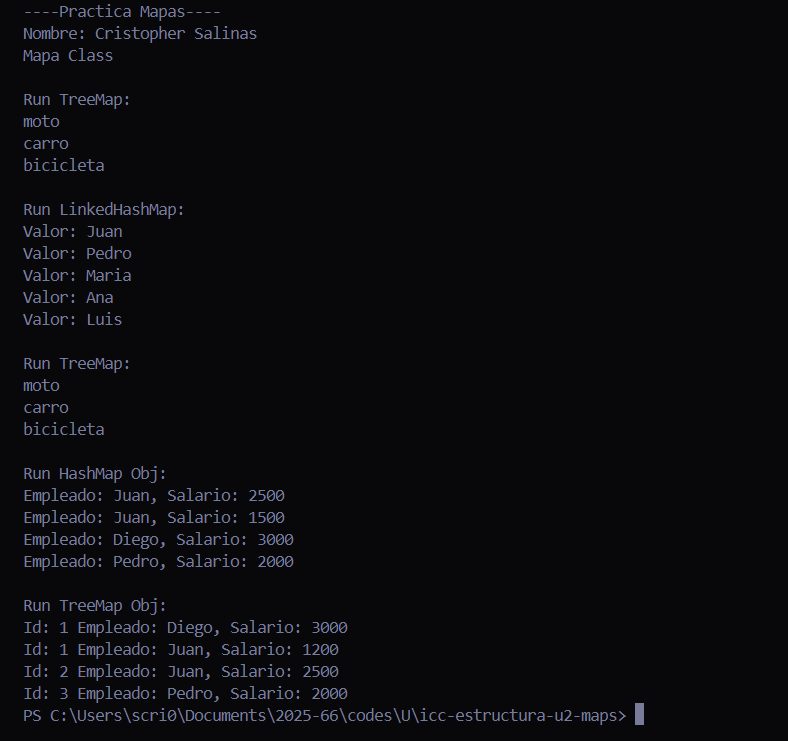 ----Practica Mapas----
Nombre: Cristopher Salinas
Mapa Class
Run TreeMap:
moto
carro
bicicleta
Run LinkedHashMap:
Valor: Juan
Valor: Pedro
Valor: Maria
Valor: Ana
Valor: Luis
Run TreeMap:
moto
carro
bicicleta
Run HashMap Obj:
Empleado: Juan, Salario: 2500
Empleado: Juan, Salario: 1500
Empleado: Diego, Salario: 3000
Empleado: Pedro, Salario: 2000
Run TreeMap Obj:
Id: 1 Empleado: Diego, Salario: 3000
Id: 1 Empleado: Juan, Salario: 1200
Id: 2 Empleado: Juan, Salario: 2500
Id: 3 Empleado: Pedro, Salario: 2000
PS C:\Users\scri0\Documents\2025-66\codes\U\icc-estructura-u2-maps>